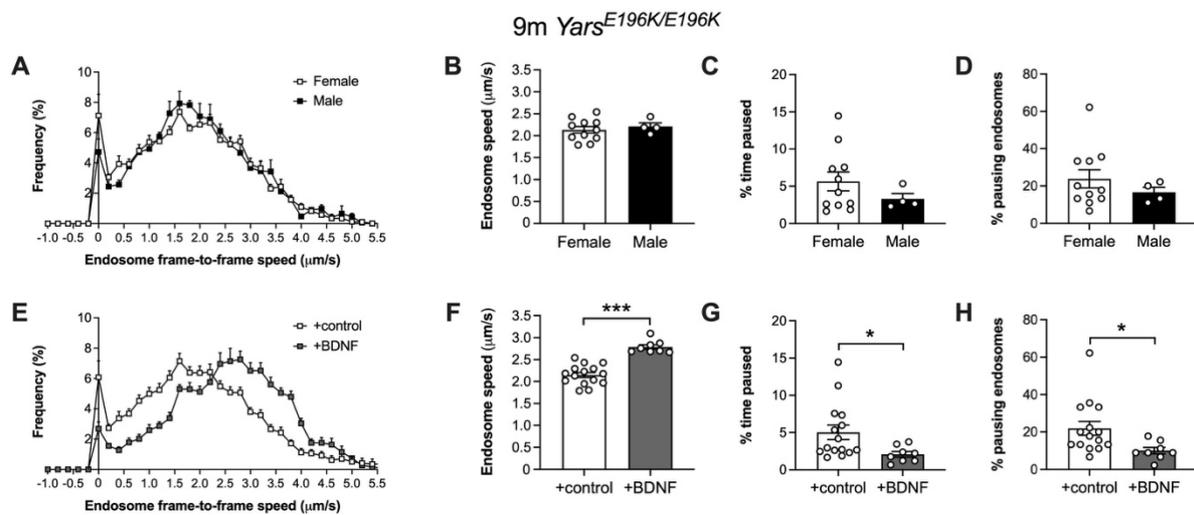 9m Yars^E196K/E196K
A
Frequency (%)
10
8
6
4
2
Female
Male
-1.0 -0.5 0 0.5 1.0 1.5 2.0 2.5 3.0 3.5 4.0 4.5 5.0 5.5
Endosome frame-to-frame speed (μm/s)
B
Endosome speed (μm/s)
3.5
3.0
2.5
2.0
1.5
1.0
0.5
0.0
Female Male
C
% time paused
20
15
10
5
0
Female Male
D
% pausing endosomes
80
60
40
20
0
Female Male
E
Frequency (%)
10
8
6
4
2
+control
+BDNF
-1.0 -0.5 0 0.5 1.0 1.5 2.0 2.5 3.0 3.5 4.0 4.5 5.0 5.5
Endosome frame-to-frame speed (μm/s)
F
Endosome speed (μm/s)
3.5
3.0
2.5
2.0
1.5
1.0
0.5
0.0
***
+control +BDNF
G
% time paused
20
15
10
5
0
*
+control +BDNF
H
% pausing endosomes
80
60
40
20
0
*
+control +BDNF